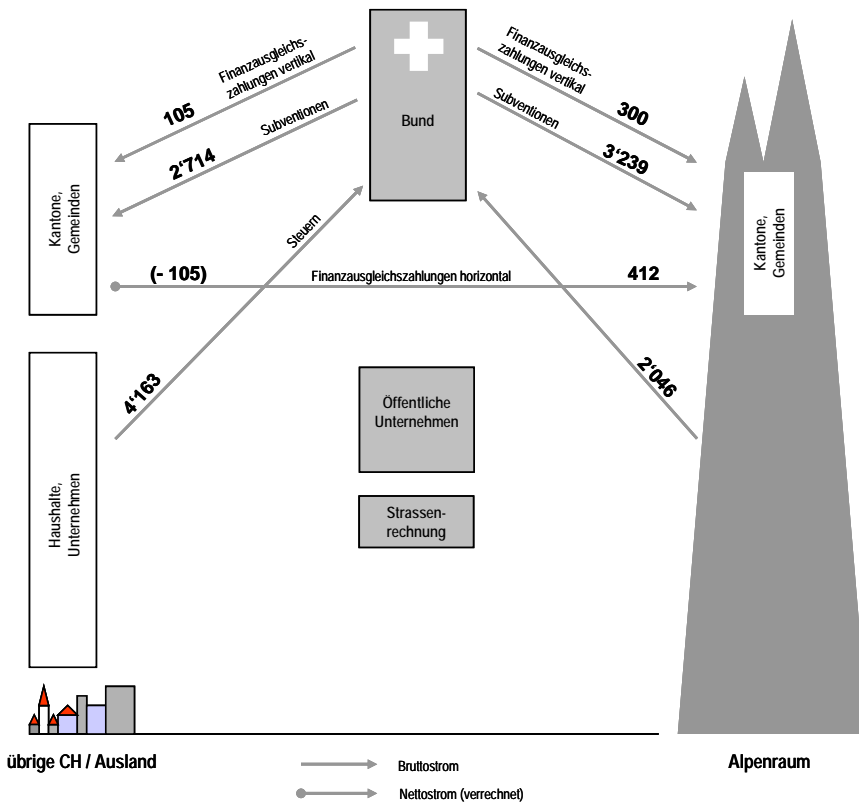 Finanzausgleichs-
zahlungen vertikal
105
Subventionen
2‘714
Bund
Finanzausgleichs-
zahlungen vertikal
300
Subventionen
3‘239
Kantone,
Gemeinden
Kantone,
Gemeinden
Steuern
(- 105)
Finanzausgleichszahlungen horizontal
412
4‘163
2‘046
Öffentliche
Unternehmen
Strassen-
rechnung
Haushalte,
Unternehmen
übrige CH / Ausland
Alpenraum
Bruttostrom
Nettostrom (verrechnet)